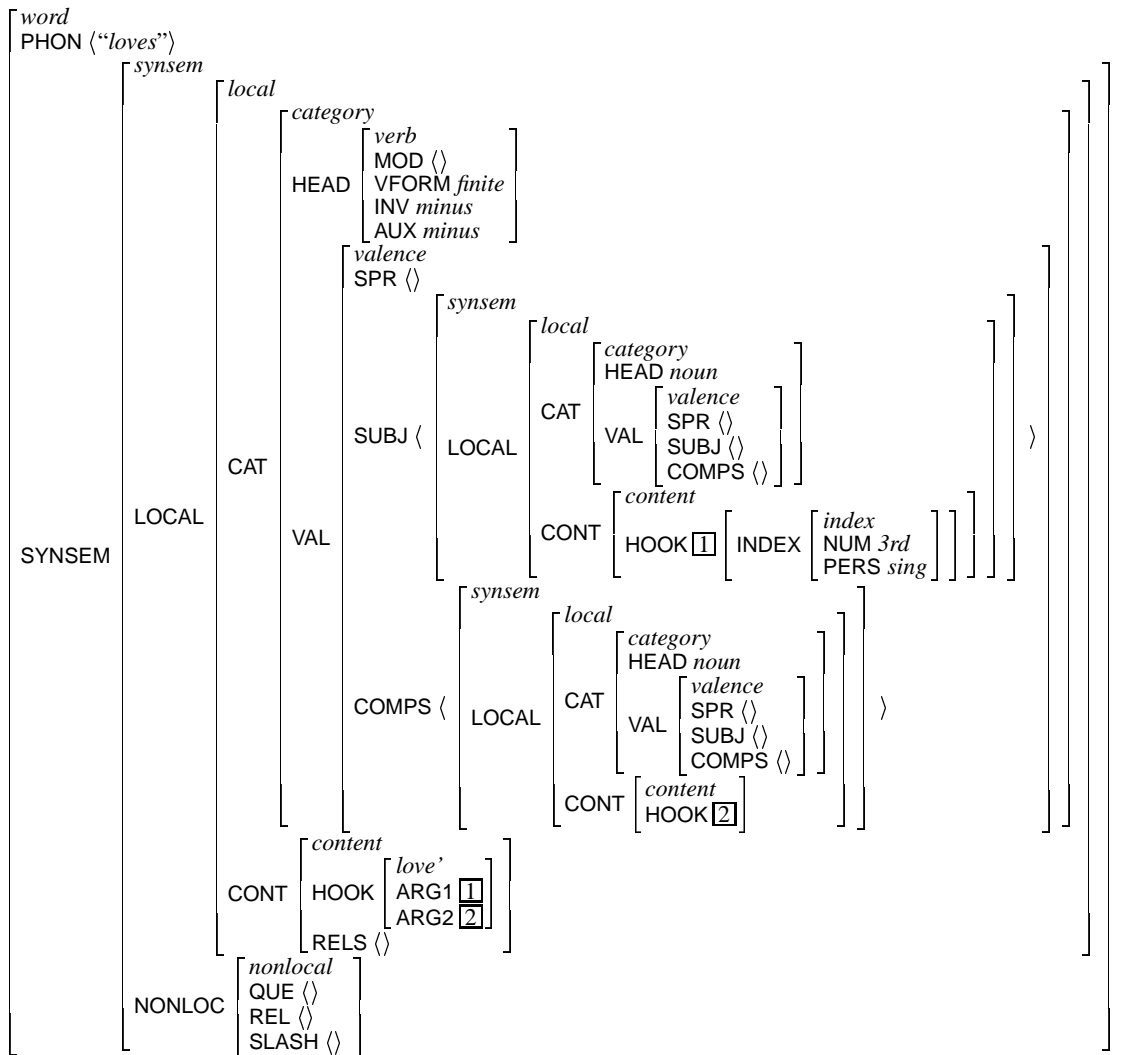 word
PHON ⟨“loves”⟩
synsem
local
category
verb
MOD ⟨⟩
HEAD VFORM finite
INV minus
AUX minus
valence
SPR ⟨⟩
synsem
local
category
HEAD noun
valence
CAT SPR ⟨⟩
SUBJ ⟨ LOCAL VAL SUBJ ⟨⟩ ⟩
COMPS ⟨⟩
CAT
content
LOCAL index
CONT HOOK 1 INDEX NUM 3rd
SYNSEM VAL PERS sing
synsem
local
category
HEAD noun
valence
COMPS ⟨ LOCAL CAT SPR ⟨⟩ ⟩
VAL SUBJ ⟨⟩
COMPS ⟨⟩
content
CONT HOOK 2
content
love’
CONT HOOK ARG1 1
ARG2 2
RELS ⟨⟩
nonlocal
QUE ⟨⟩
NONLOC REL ⟨⟩
SLASH ⟨⟩